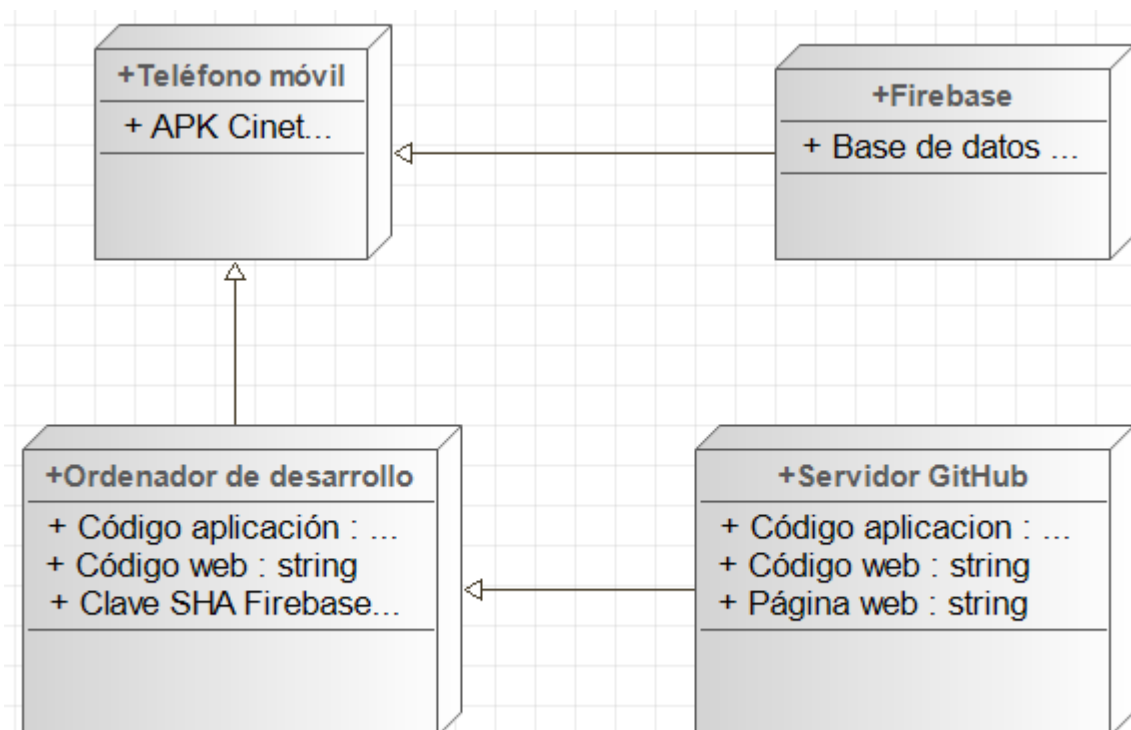 +Teléfono móvil
+ APK Cinet...
+Firebase
+ Base de datos ...
+Ordenador de desarrollo
+ Código aplicación : ...
+ Código web : string
+ Clave SHA Firebase...
+Servidor GitHub
+ Código aplicacion : ...
+ Código web : string
+ Página web : string